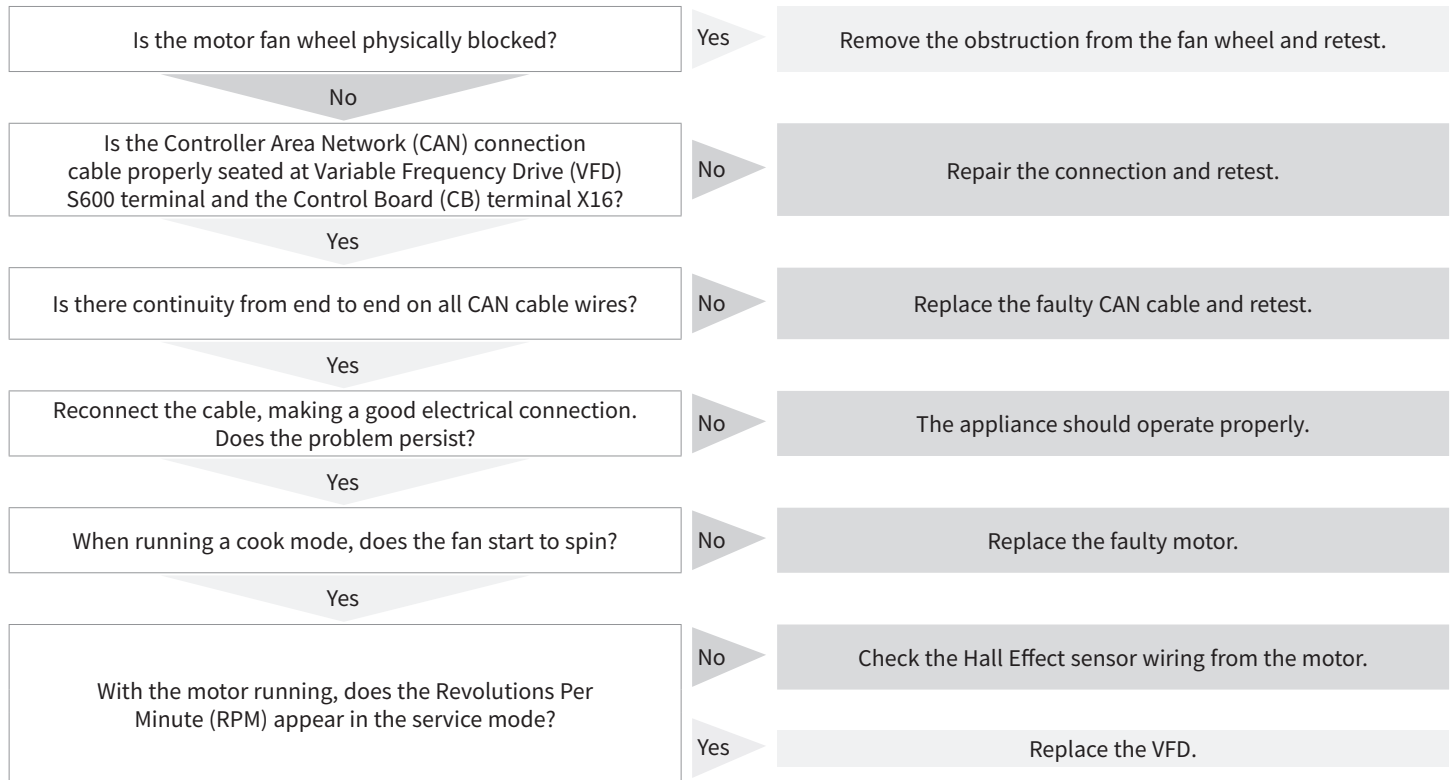 Is the motor fan wheel physically blocked?
Yes
Remove the obstruction from the fan wheel and retest.
No
Is the Controller Area Network (CAN) connection
cable properly seated at Variable Frequency Drive (VFD)
S600 terminal and the Control Board (CB) terminal X16?
No
Repair the connection and retest.
Yes
Is there continuity from end to end on all CAN cable wires?
No
Replace the faulty CAN cable and retest.
Yes
Reconnect the cable, making a good electrical connection.
Does the problem persist?
No
The appliance should operate properly.
Yes
When running a cook mode, does the fan start to spin?
No
Replace the faulty motor.
Yes
With the motor running, does the Revolutions Per
Minute (RPM) appear in the service mode?
No
Check the Hall Effect sensor wiring from the motor.
Yes
Replace the VFD.